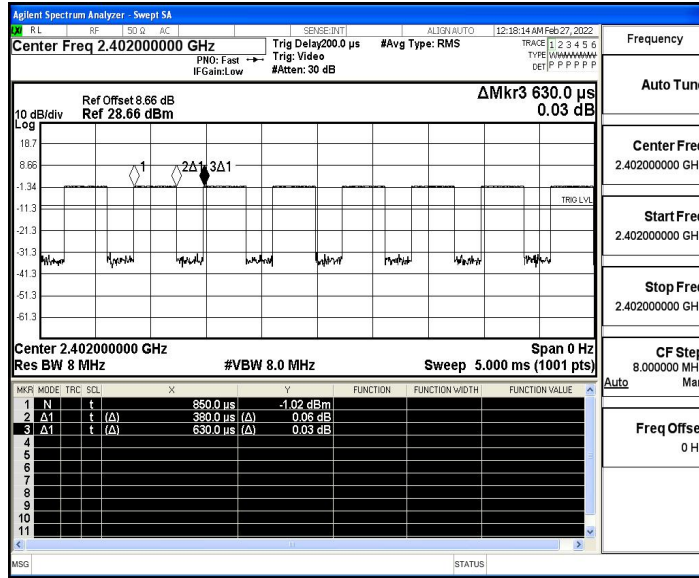 Agilent Spectrum Analyzer - Swept SA
LXI RL RF 50 Ω AC SENSE:INT ALIGN AUTO 12:18:14 AM Feb 27, 2022
Center Freq 2.402000000 GHz
Trig Delay200.0 µs #Avg Type: RMS TRACE 1 2 3 4 5 6
PNO: Fast Trig: Video TYPE WWWWWW
IFGain:Low #Atten: 30 dB DET P P P P P P
ΔMkr3 630.0 µs
0.03 dB
Ref Offset 8.66 dB
10 dB/div Ref 28.66 dBm
Log
18.7
8.66
-1.34
-11.3
-21.3
-31.3
-41.3
-51.3
-61.3
1 2Δ1 3Δ1
TRIG LVL
Center 2.402000000 GHz Span 0 Hz
Res BW 8 MHz #VBW 8.0 MHz Sweep 5.000 ms (1001 pts)
MKR MODE TRC SCL X Y FUNCTION FUNCTION WIDTH FUNCTION VALUE
1 N t 850.0 µs -1.02 dBm
2 Δ1 t (Δ) 380.0 µs (Δ) 0.06 dB
3 Δ1 t (Δ) 630.0 µs (Δ) 0.03 dB
4
5
6
7
8
9
10
11
MSG STATUS
Frequency
Auto Tun
Center Fre
2.402000000 GH
Start Fre
2.402000000 GH
Stop Fre
2.402000000 GH
CF Ste
8.000000 MH
Auto Ma
Freq Offse
0 H